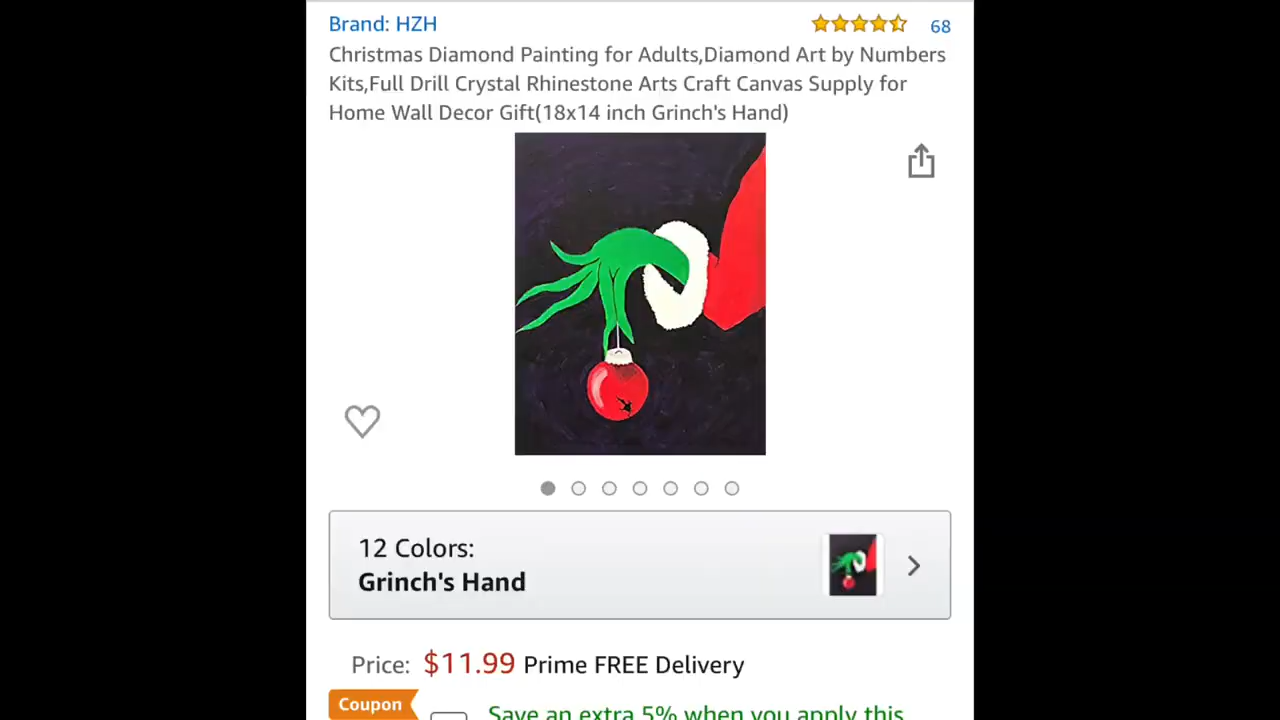 Brand: HZH
68
Christmas Diamond Painting for Adults,Diamond Art by Numbers
Kits,Full Drill Crystal Rhinestone Arts Craft Canvas Supply for
Home Wall Decor Gift(18x14 inch Grinch's Hand)
12 Colors:
Grinch's Hand
Price: $11.99 Prime FREE Delivery
Coupon
Save an extra 5% when you apply this